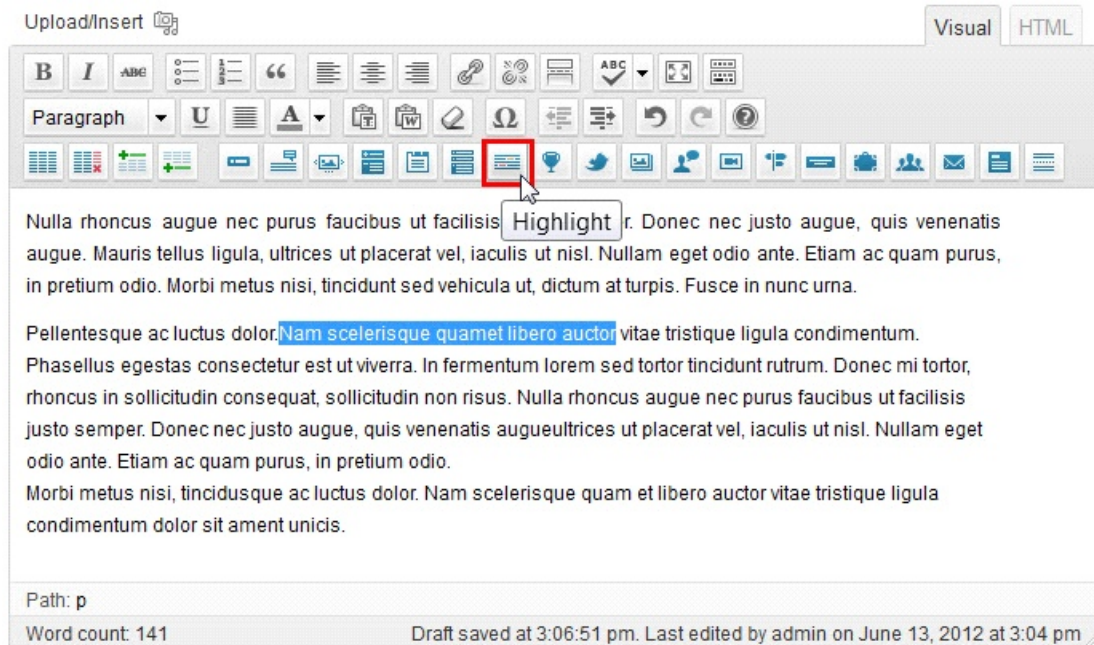 Upload/Insert
Visual HTML
B I ABC ABC
Paragraph U A T W Ω
Highlight
Nulla rhoncus augue nec purus faucibus ut facilisis r. Donec nec justo augue, quis venenatis
augue. Mauris tellus ligula, ultrices ut placerat vel, iaculis ut nisl. Nullam eget odio ante. Etiam ac quam purus,
in pretium odio. Morbi metus nisi, tincidunt sed vehicula ut, dictum at turpis. Fusce in nunc urna.
Pellentesque ac luctus dolor.Nam scelerisque quamet libero auctor vitae tristique ligula condimentum.
Phasellus egestas consectetur est ut viverra. In fermentum lorem sed tortor tincidunt rutrum. Donec mi tortor,
rhoncus in sollicitudin consequat, sollicitudin non risus. Nulla rhoncus augue nec purus faucibus ut facilisis
justo semper. Donec nec justo augue, quis venenatis augueultrices ut placerat vel, iaculis ut nisl. Nullam eget
odio ante. Etiam ac quam purus, in pretium odio.
Morbi metus nisi, tincidusque ac luctus dolor. Nam scelerisque quam et libero auctor vitae tristique ligula
condimentum dolor sit ament unicis.
Path: p
Word count: 141 Draft saved at 3:06:51 pm. Last edited by admin on June 13, 2012 at 3:04 pm